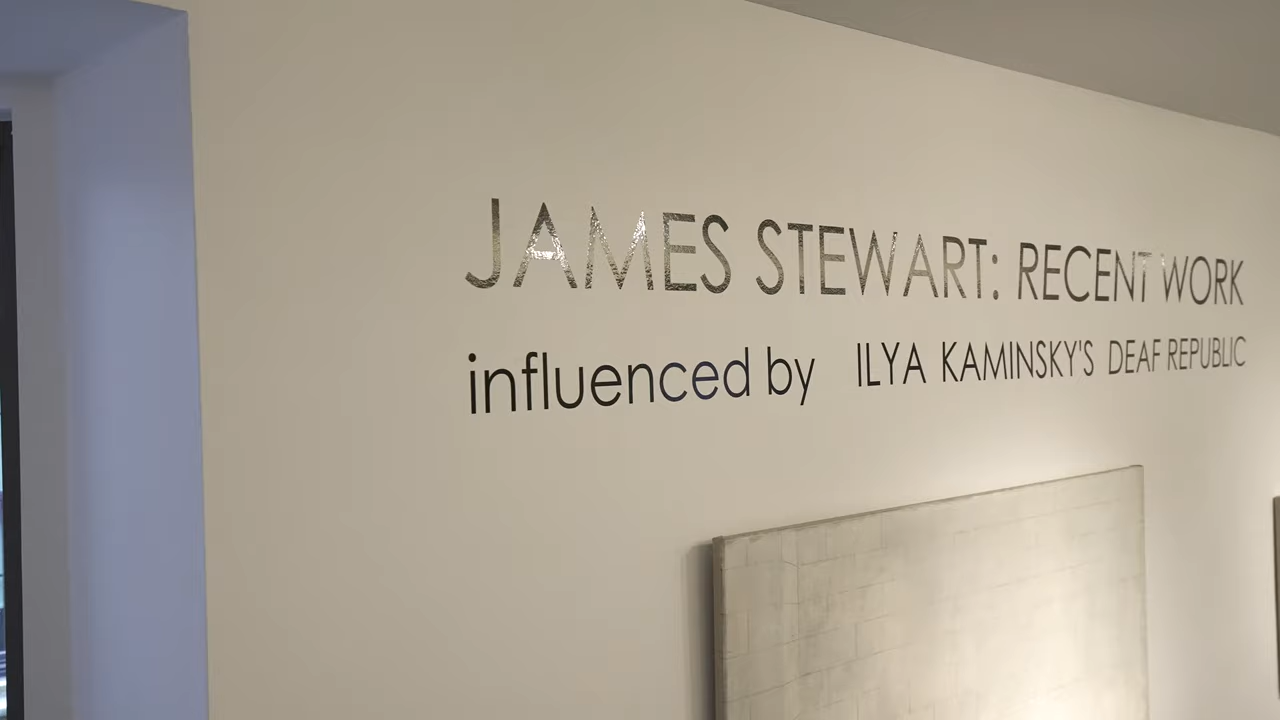 JAMES STEWART: RECENT WORK
influenced by ILYA KAMINSKY'S DEAF REPUBLIC